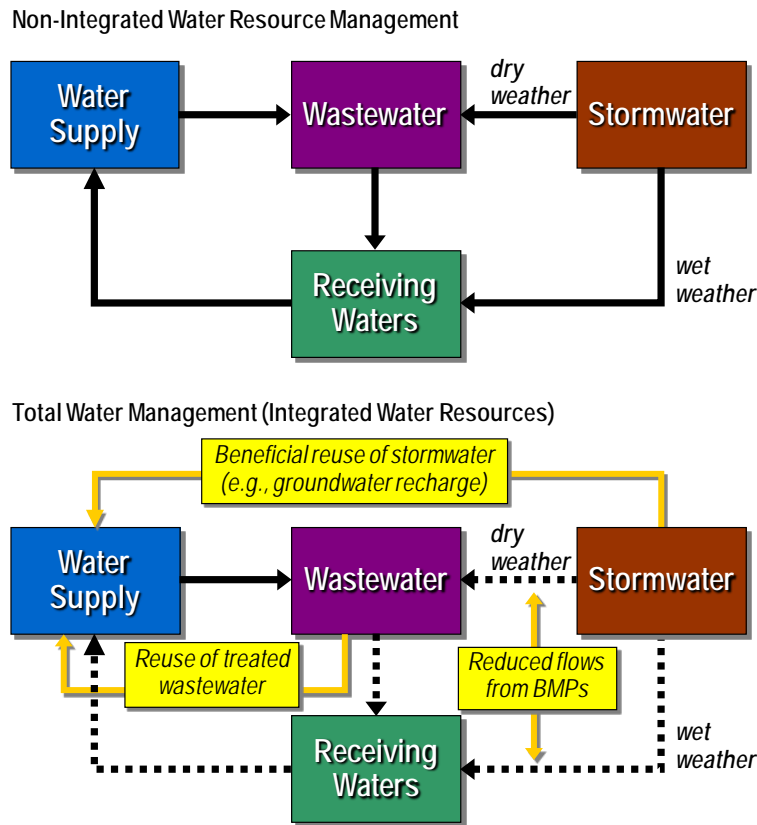 Non-Integrated Water Resource Management
Water
Supply
Wastewater
dry
weather
Stormwater
Receiving
Waters
wet
weather
Total Water Management (Integrated Water Resources)
Beneficial reuse of stormwater
(e.g., groundwater recharge)
Water
Supply
Wastewater
dry
weather
Stormwater
Reuse of treated
wastewater
Reduced flows
from BMPs
Receiving
Waters
wet
weather